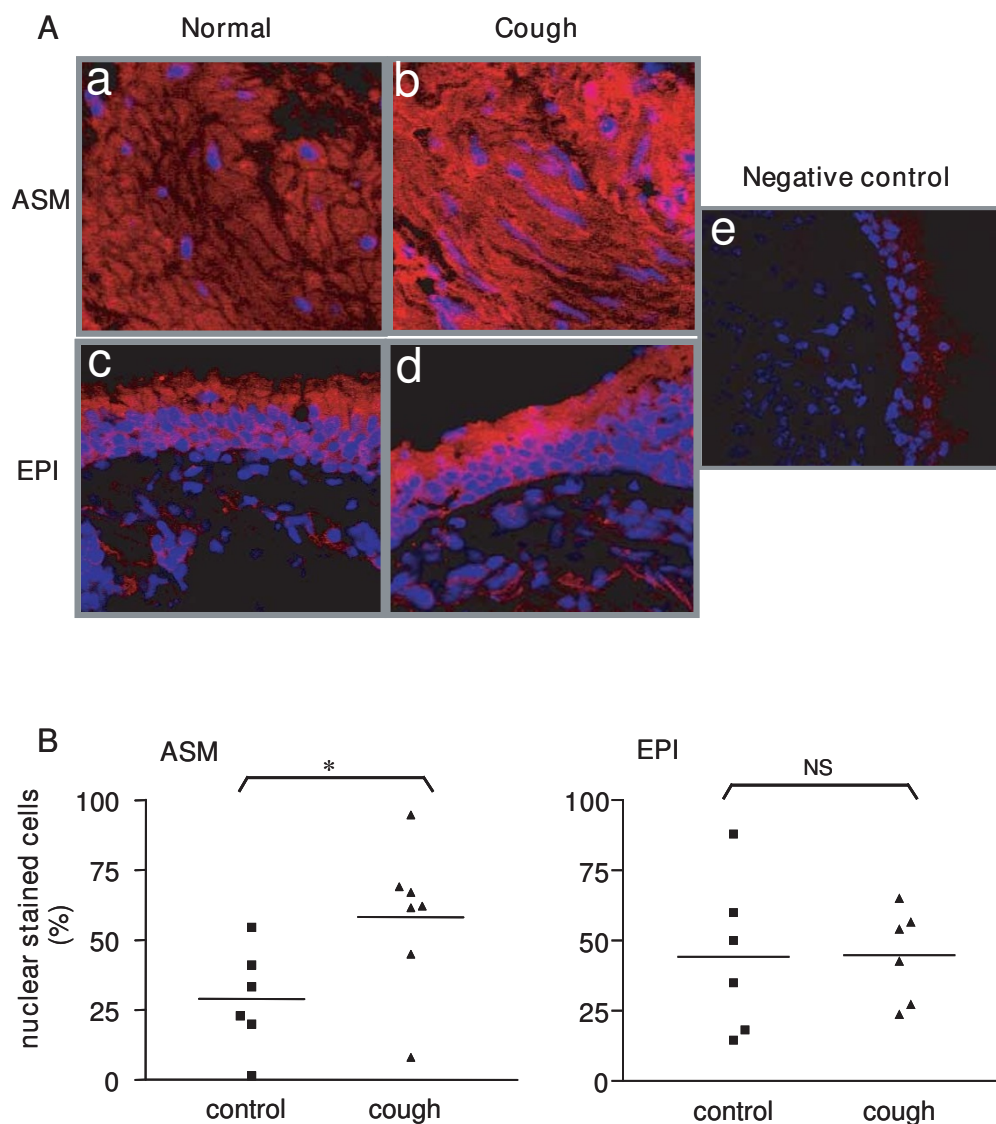 A
Normal
Cough
a
b
ASM
Negative control
e
c
d
EPI
B
ASM
*
nuclear stained cells
(%)
100
75
50
25
0
control
cough
EPI
NS
100
75
50
25
0
control
cough